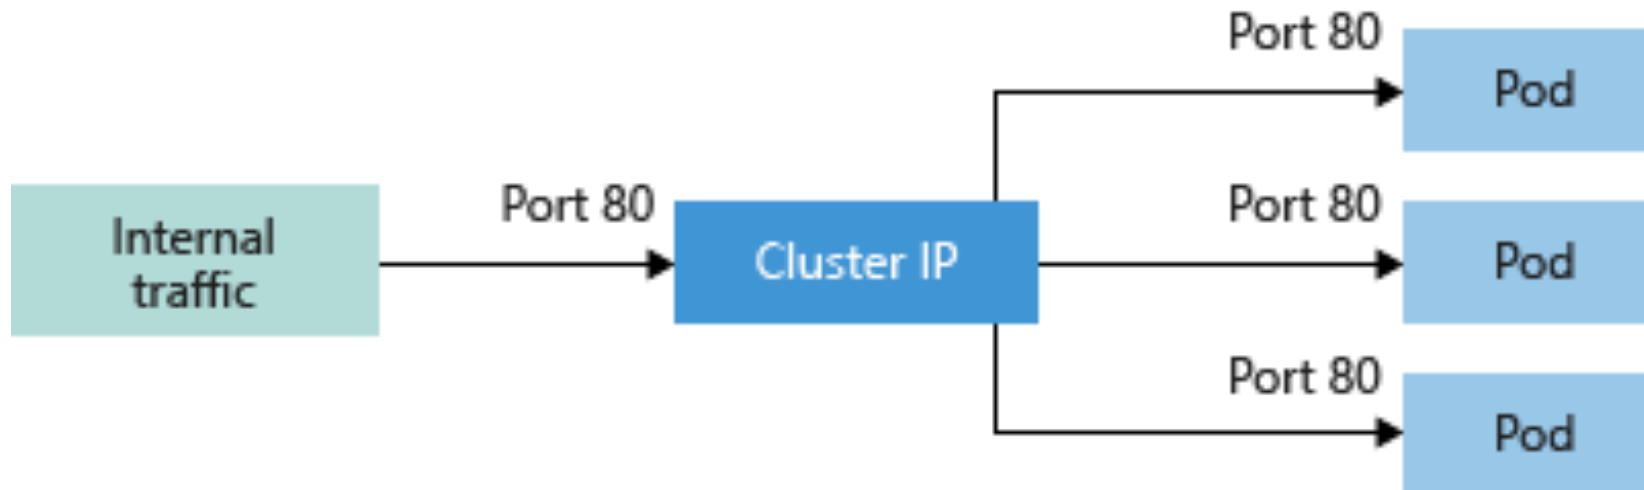 Port 80
Pod
Internal
traffic
Port 80
Cluster IP
Port 80
Pod
Port 80
Pod